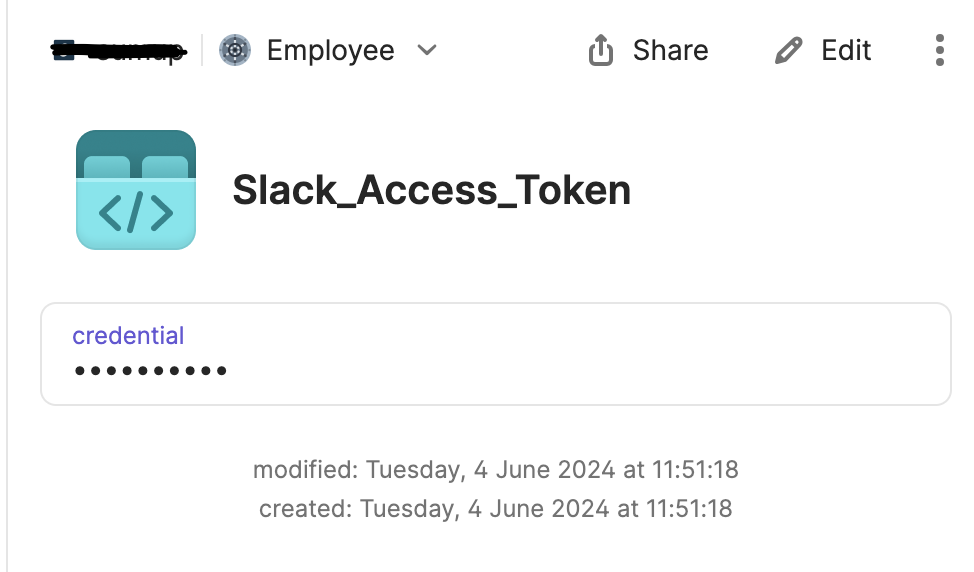 Employee
Share
Edit
Slack_Access_Token
credential
••••••••••
modified: Tuesday, 4 June 2024 at 11:51:18
created: Tuesday, 4 June 2024 at 11:51:18